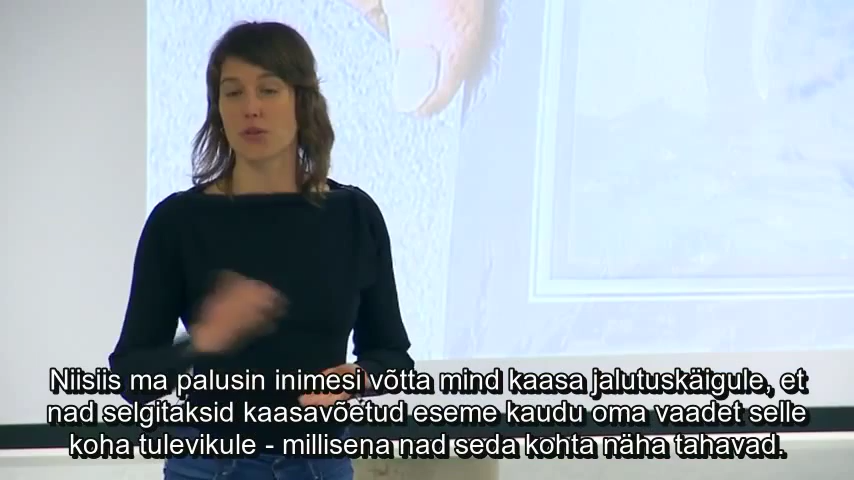 Niisiis ma palusin inimesi võtta mind kaasa jalutuskäigule, et
nad selgitaksid kaasavõetud eseme kaudu oma vaadet selle
koha tulevikule - millisena nad seda kohta näha tahavad.